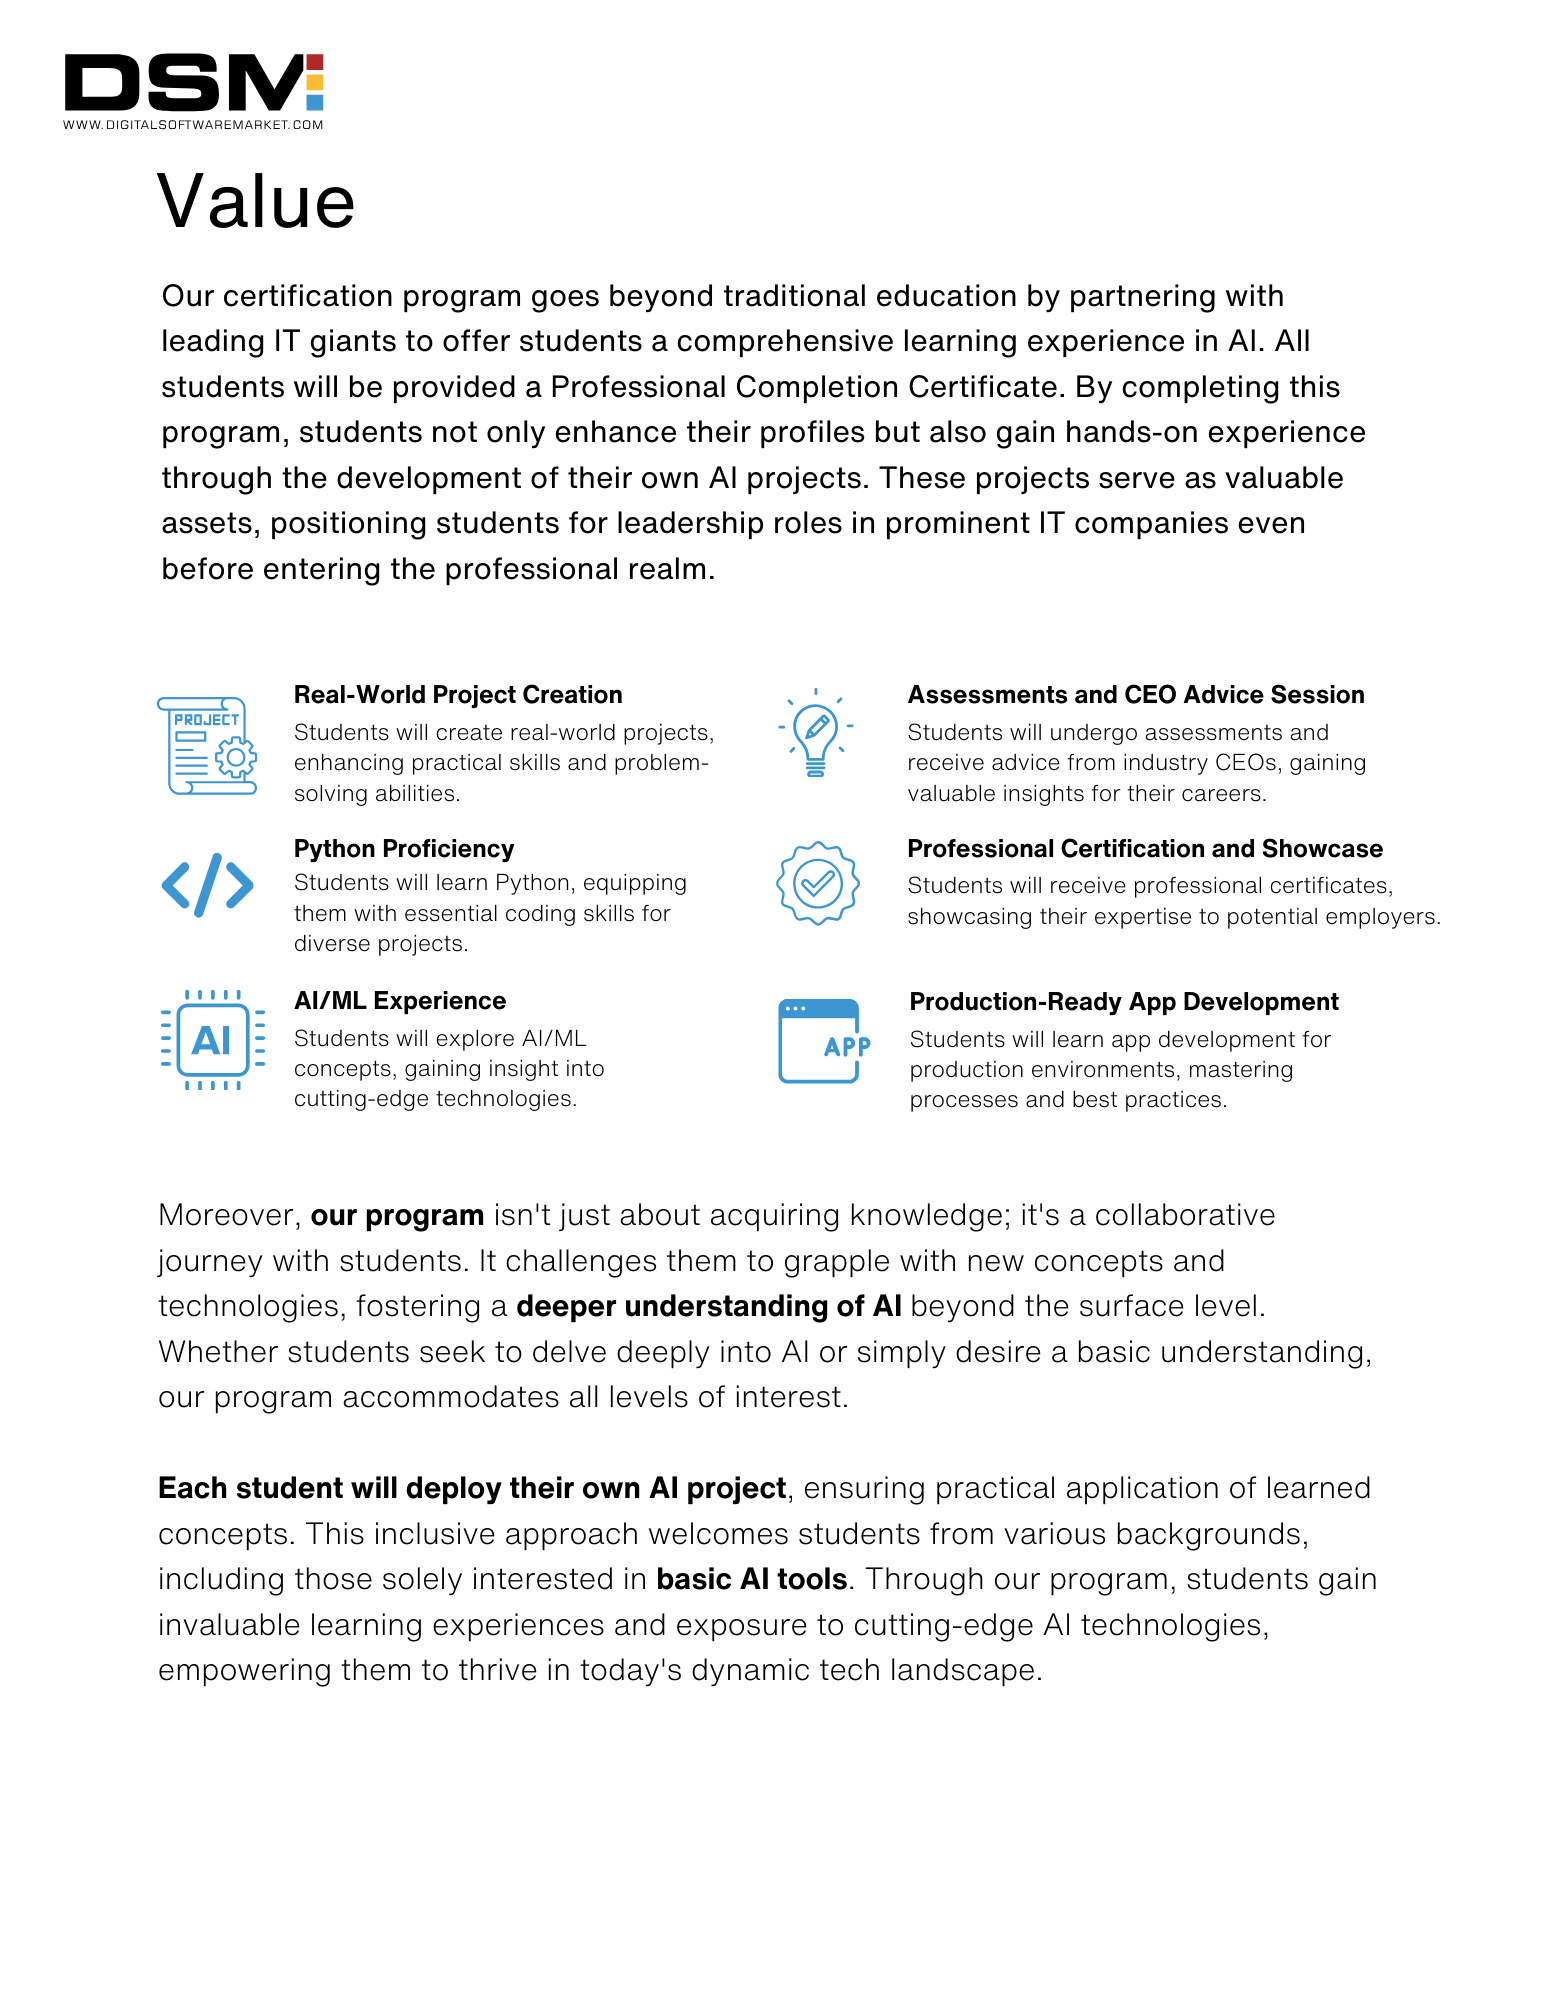 DSM
WWW.DIGITALSOFTWAREMARKET.COM
Value
Our certification program goes beyond traditional education by partnering with
leading IT giants to offer students a comprehensive learning experience in AI. All
students will be provided a Professional Completion Certificate. By completing this
program, students not only enhance their profiles but also gain hands-on experience
through the development of their own AI projects. These projects serve as valuable
assets, positioning students for leadership roles in prominent IT companies even
before entering the professional realm.
PROJECT
Real-World Project Creation
Students will create real-world projects,
enhancing practical skills and problem-
solving abilities.
Assessments and CEO Advice Session
Students will undergo assessments and
receive advice from industry CEOs, gaining
valuable insights for their careers.
</>
Python Proficiency
Students will learn Python, equipping
them with essential coding skills for
diverse projects.
Professional Certification and Showcase
Students will receive professional certificates,
showcasing their expertise to potential employers.
AI
AI/ML Experience
Students will explore AI/ML
concepts, gaining insight into
cutting-edge technologies.
APP
Production-Ready App Development
Students will learn app development for
production environments, mastering
processes and best practices.
Moreover, our program isn't just about acquiring knowledge; it's a collaborative
journey with students. It challenges them to grapple with new concepts and
technologies, fostering a deeper understanding of AI beyond the surface level.
Whether students seek to delve deeply into AI or simply desire a basic understanding,
our program accommodates all levels of interest.
Each student will deploy their own AI project, ensuring practical application of learned
concepts. This inclusive approach welcomes students from various backgrounds,
including those solely interested in basic AI tools. Through our program, students gain
invaluable learning experiences and exposure to cutting-edge AI technologies,
empowering them to thrive in today's dynamic tech landscape.